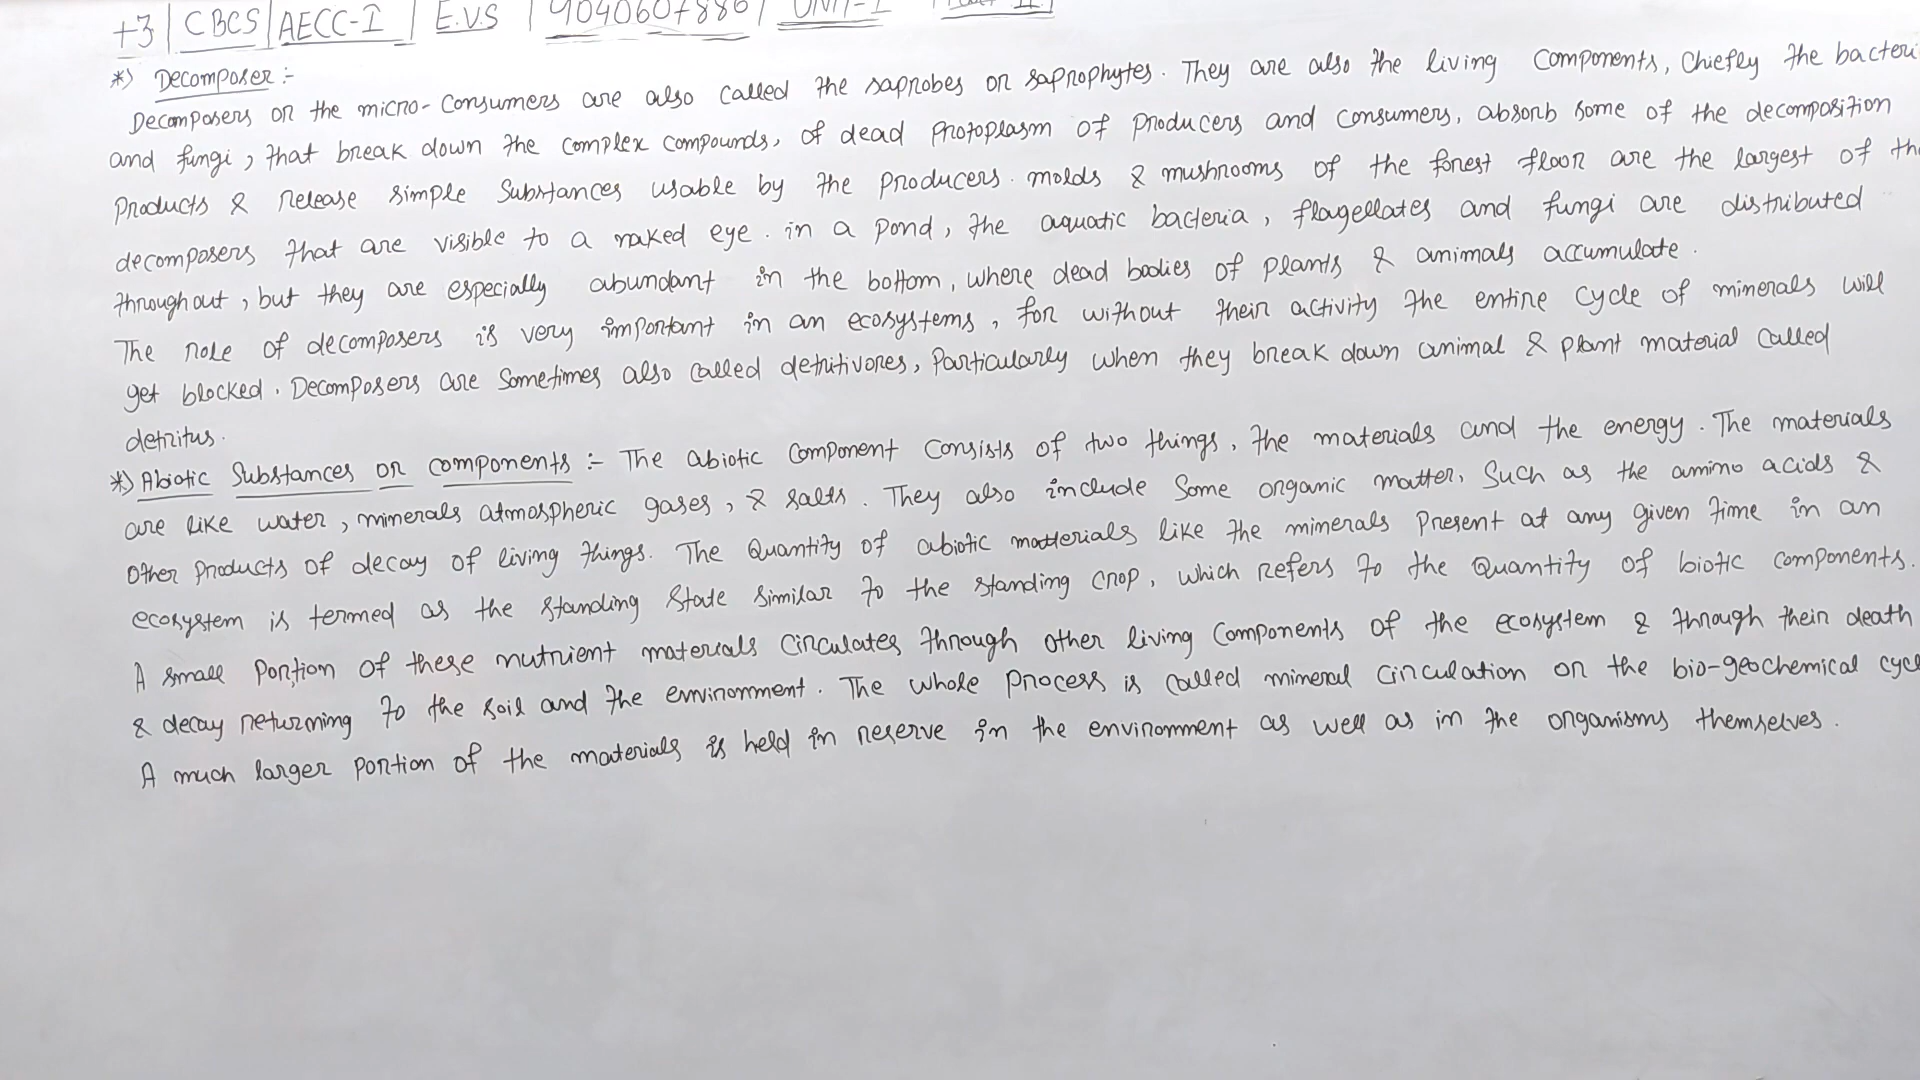 +3 | CBCS | AECC-I | E.V.S | 9040607886 | UNIT-I
*) Decomposer :-
Decomposers or the micro-consumers are also called the saprobes or saprophytes. They are also the living components, chiefly the bacteri
and fungi, that break down the complex compounds, of dead protoplasm of producers and consumers, absorb some of the decomposition
products & release simple substances usable by the producers. molds & mushrooms of the forest floor are the largest of the
decomposers that are visible to a naked eye. in a pond, the aquatic bacteria, flagellates and fungi are distributed
throughout, but they are especially abundant in the bottom, where dead bodies of plants & animals accumulate.
The role of decomposers is very important in an ecosystems, for without their activity the entire cycle of minerals will
get blocked. Decomposers are sometimes also called detritivores, particularly when they break down animal & plant material called
detritus.
*) Abiotic Substances or components :- The abiotic component consists of two things, the materials and the energy. The materials
are like water, minerals atmospheric gases, & salts. They also include some organic matter, such as the amino acids &
other products of decay of living things. The quantity of abiotic matterials like the minerals present at any given time in an
ecosystem is termed as the standing state similar to the standing crop, which refers to the quantity of biotic components.
A small portion of these nutrient materials circulates through other living components of the ecosystem & through their death
& decay returning to the soil and the environment. The whole process is called mineral circulation or the bio-geochemical cycle
A much larger portion of the materials is held in reserve in the environment as well as in the organisms themselves.